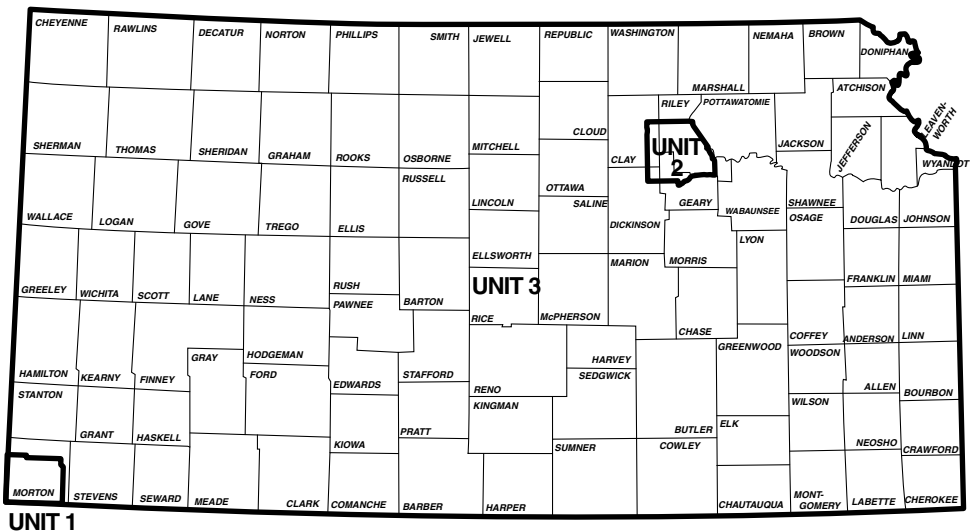 CHEYENNE
RAWLINS
DECATUR
NORTON
PHILLIPS
SMITH
JEWELL
REPUBLIC
WASHINGTON
MARSHALL
NEMAHA
BROWN
DONIPHAN
SHERMAN
THOMAS
SHERIDAN
GRAHAM
ROOKS
OSBORNE
MITCHELL
CLOUD
CLAY
RILEY
POTTAWATOMIE
JACKSON
ATCHISON
JEFFERSON
LEAVEN-
WORTH
WYANDOT
UNIT
2
WALLACE
LOGAN
GOVE
TREGO
ELLIS
RUSSELL
LINCOLN
OTTAWA
SALINE
DICKINSON
GEARY
WABAUNSEE
SHAWNEE
OSAGE
DOUGLAS
JOHNSON
GREELEY
WICHITA
SCOTT
LANE
NESS
RUSH
PAWNEE
BARTON
ELLSWORTH
UNIT 3
RICE
McPHERSON
MARION
MORRIS
CHASE
LYON
COFFEY
FRANKLIN
MIAMI
ANDERSON
LINN
HAMILTON
KEARNY
FINNEY
GRAY
HODGEMAN
FORD
EDWARDS
STAFFORD
RENO
HARVEY
SEDGWICK
GREENWOOD
WOODSON
ALLEN
BOURBON
STANTON
GRANT
HASKELL
KIOWA
PRATT
KINGMAN
SUMNER
BUTLER
COWLEY
ELK
WILSON
NEOSHO
CRAWFORD
MORTON
STEVENS
SEWARD
MEADE
CLARK
COMANCHE
BARBER
HARPER
CHAUTAUQUA
MONT-
GOMERY
LABETTE
CHEROKEE
UNIT 1